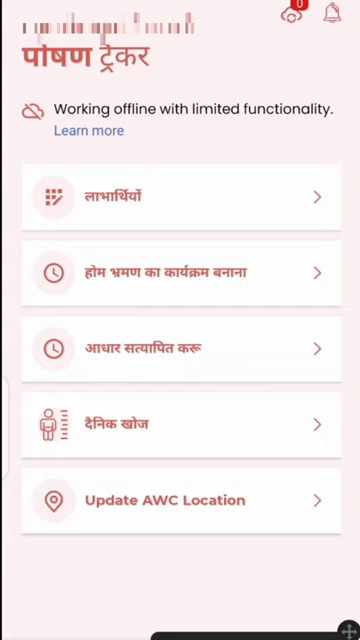 0
पोषण ट्रेकर
Working offline with limited functionality.
Learn more
लाभार्थियों
होम भ्रमण का कार्यक्रम बनाना
आधार सत्यापित करू
दैनिक खोज
Update AWC Location